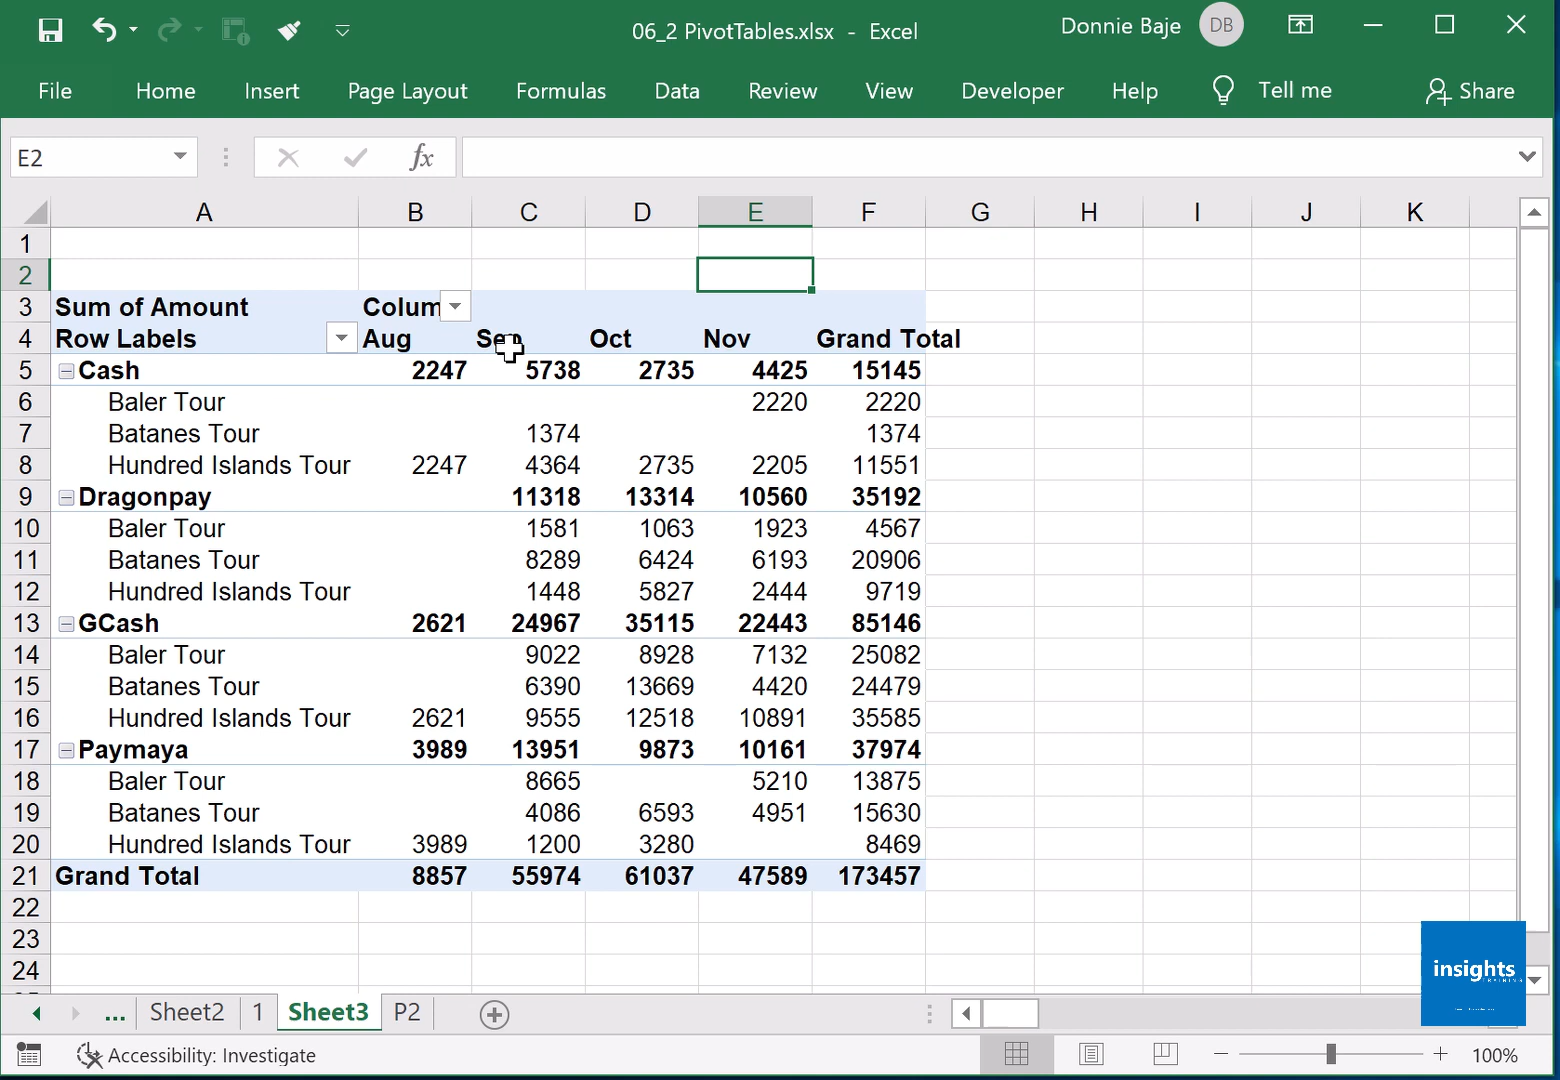 06_2 PivotTables.xlsx - Excel
Donnie Baje DB
File Home Insert Page Layout Formulas Data Review View Developer Help Tell me Share
E2 fx
A B C D E F G H I J K
1
2
3 Sum of Amount Colum
4 Row Labels Aug Sep Oct Nov Grand Total
5 Cash 2247 5738 2735 4425 15145
6 Baler Tour 2220 2220
7 Batanes Tour 1374 1374
8 Hundred Islands Tour 2247 4364 2735 2205 11551
9 Dragonpay 11318 13314 10560 35192
10 Baler Tour 1581 1063 1923 4567
11 Batanes Tour 8289 6424 6193 20906
12 Hundred Islands Tour 1448 5827 2444 9719
13 GCash 2621 24967 35115 22443 85146
14 Baler Tour 9022 8928 7132 25082
15 Batanes Tour 6390 13669 4420 24479
16 Hundred Islands Tour 2621 9555 12518 10891 35585
17 Paymaya 3989 13951 9873 10161 37974
18 Baler Tour 8665 5210 13875
19 Batanes Tour 4086 6593 4951 15630
20 Hundred Islands Tour 3989 1200 3280 8469
21 Grand Total 8857 55974 61037 47589 173457
22
23
24
insights
... Sheet2 1 Sheet3 P2
Accessibility: Investigate 100%